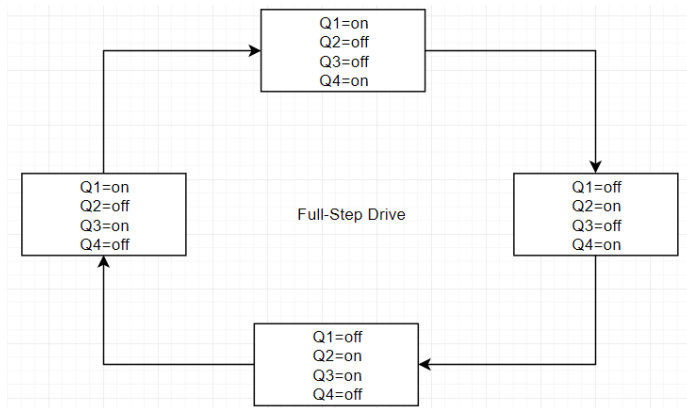 Q1=on
Q2=off
Q3=off
Q4=on
Q1=on
Q2=off
Q3=on
Q4=off
Full-Step Drive
Q1=off
Q2=on
Q3=off
Q4=on
Q1=off
Q2=on
Q3=on
Q4=off